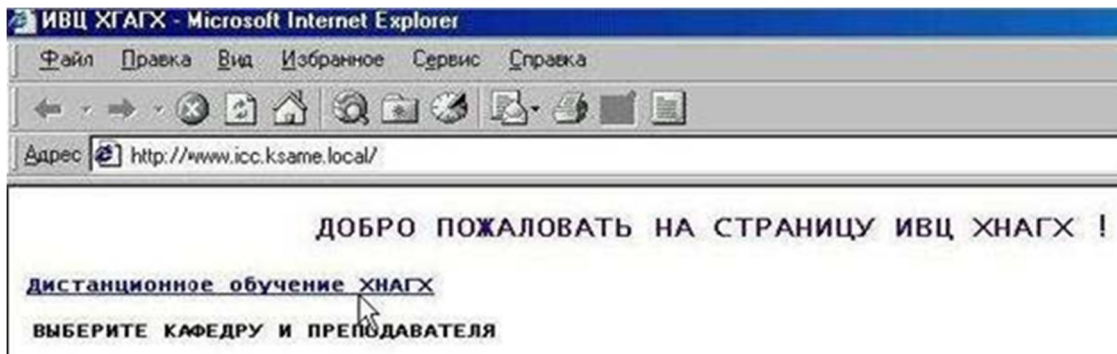 ИВЦ ХГАГХ - Microsoft Internet Explorer
Файл Правка Вид Избранное Сервис Справка
Адрес http://www.icc.ksame.local/
ДОБРО ПОЖАЛОВАТЬ НА СТРАНИЦУ ИВЦ ХНАГХ !
Дистанционное обучение ХНАГХ
ВЫБЕРИТЕ КАФЕДРУ И ПРЕПОДАВАТЕЛЯ